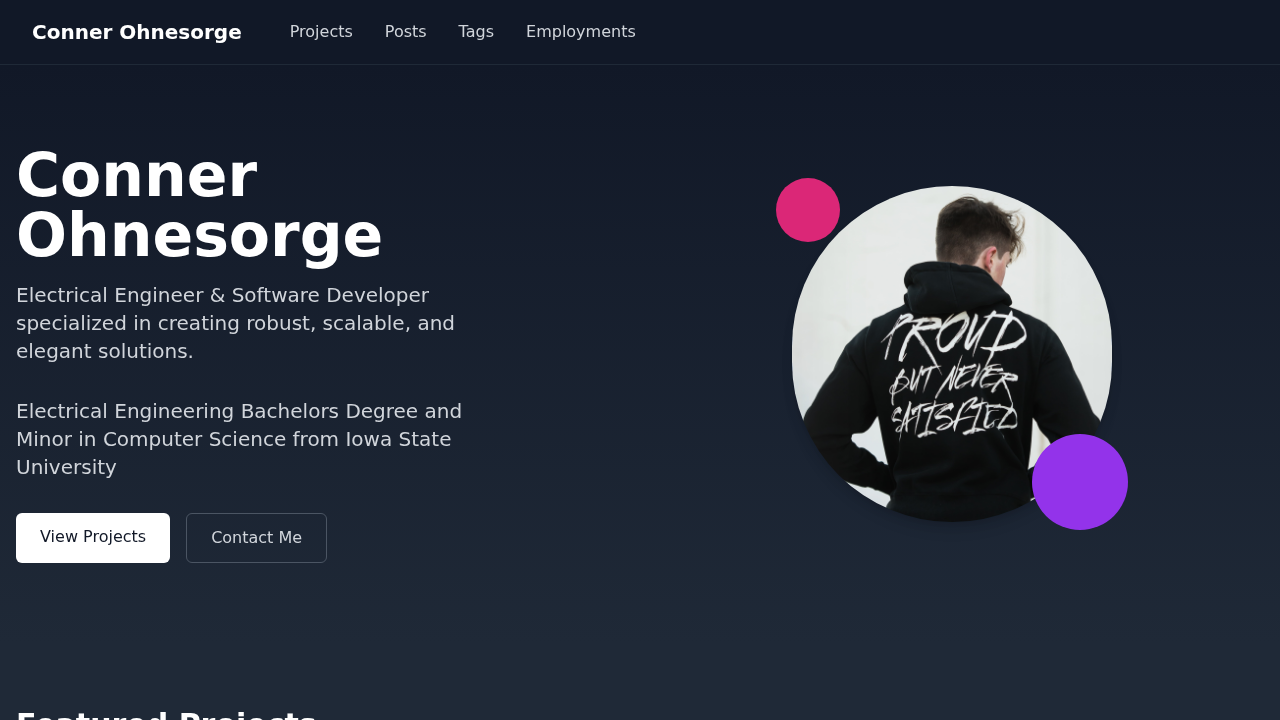 Conner Ohnesorge
Projects
Posts
Tags
Employments
Conner
Ohnesorge
Electrical Engineer & Software Developer
specialized in creating robust, scalable, and
elegant solutions.
Electrical Engineering Bachelors Degree and
Minor in Computer Science from Iowa State
University
View Projects
Contact Me
PROUD
BUT NEVER
SATISFIED
Featured Projects